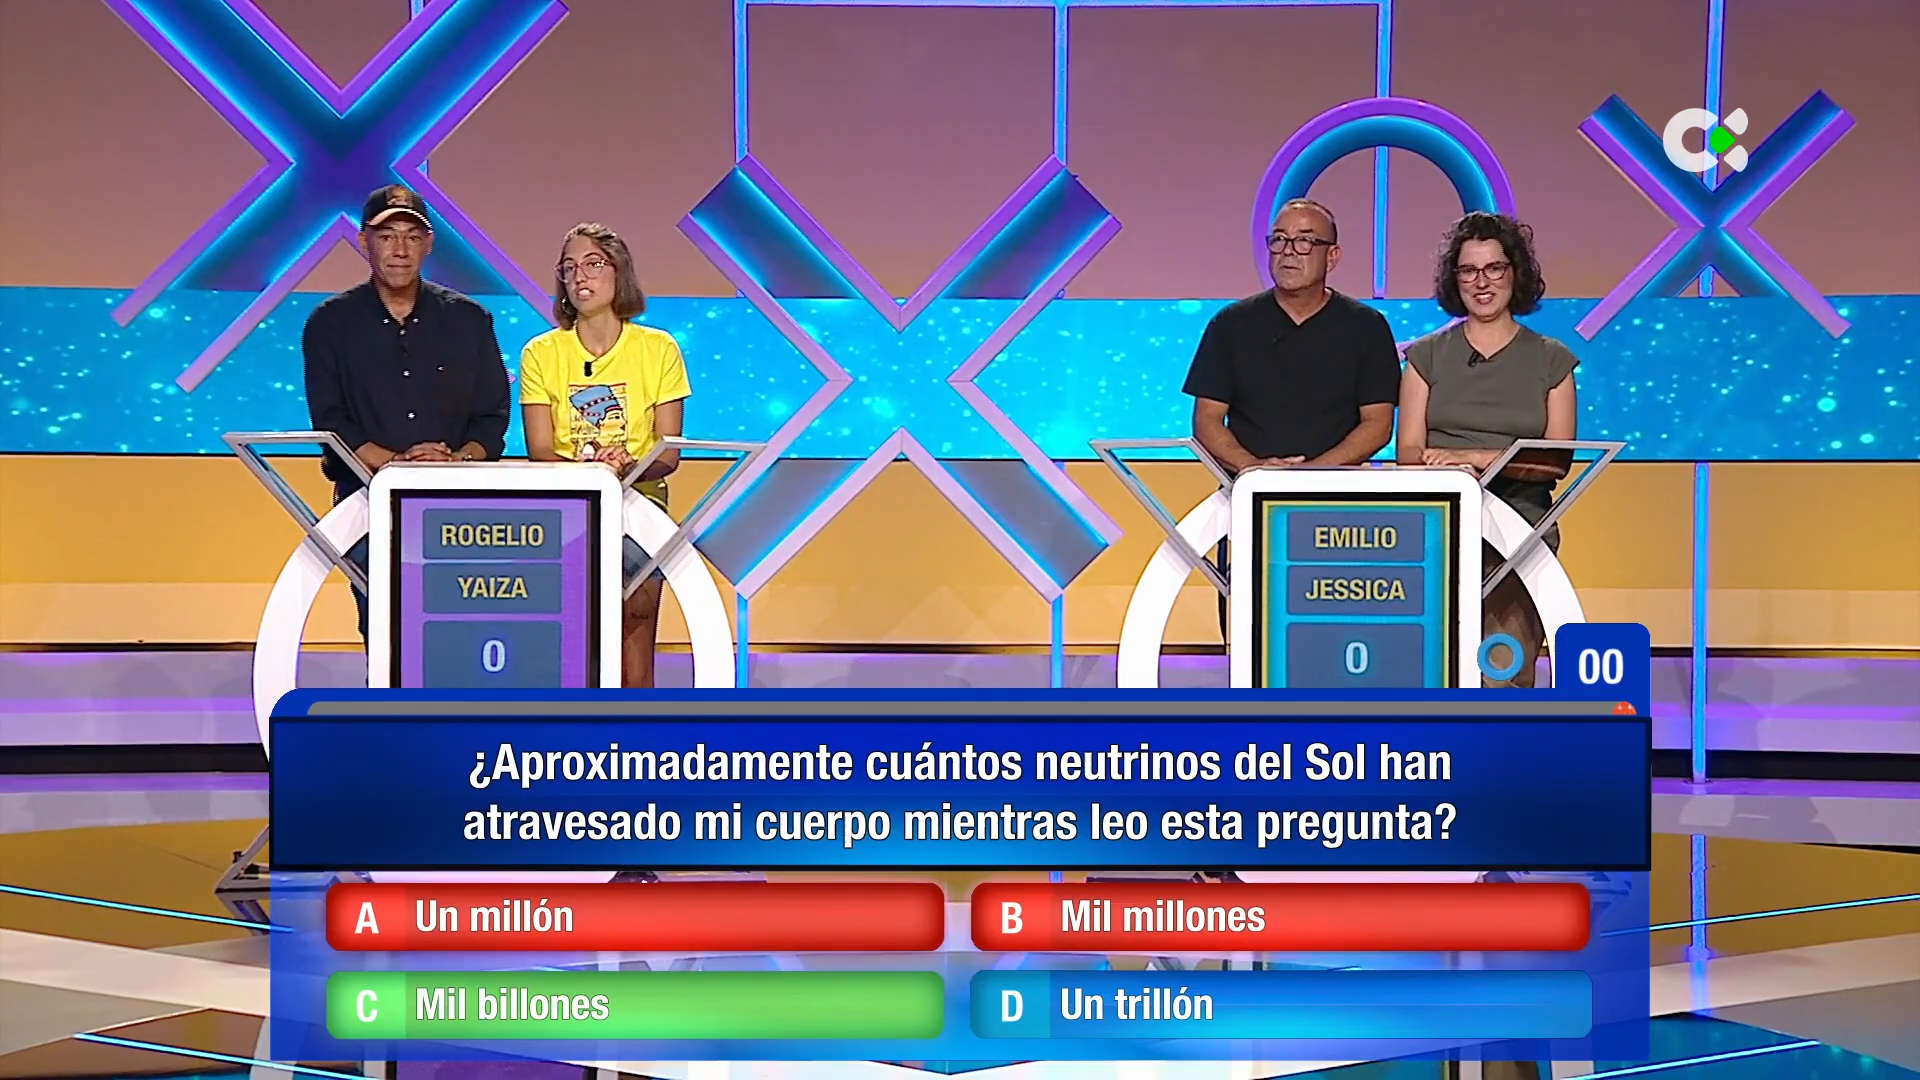 ROGELIO
YAIZA
0
EMILIO
JESSICA
0
00
¿Aproximadamente cuántos neutrinos del Sol han
atravesado mi cuerpo mientras leo esta pregunta?
A Un millón
B Mil millones
C Mil billones
D Un trillón